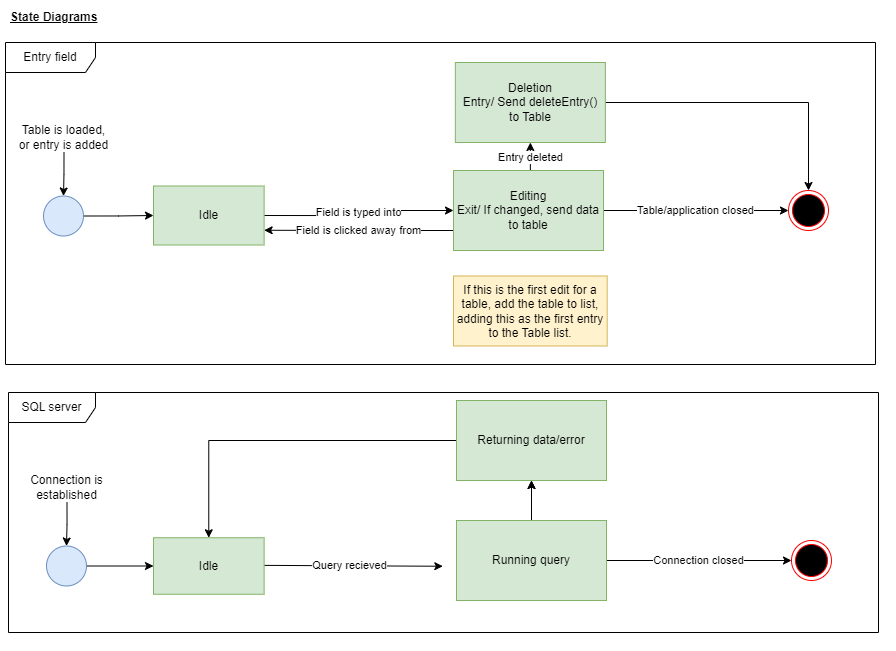 State Diagrams
Entry field
Table is loaded,
or entry is added
Idle
Field is typed into
Field is clicked away from
Deletion
Entry/ Send deleteEntry()
to Table
Entry deleted
Editing
Exit/ If changed, send data
to table
Table/application closed
If this is the first edit for a
table, add the table to list,
adding this as the first entry
to the Table list.
SQL server
Connection is
established
Idle
Query recieved
Returning data/error
Running query
Connection closed